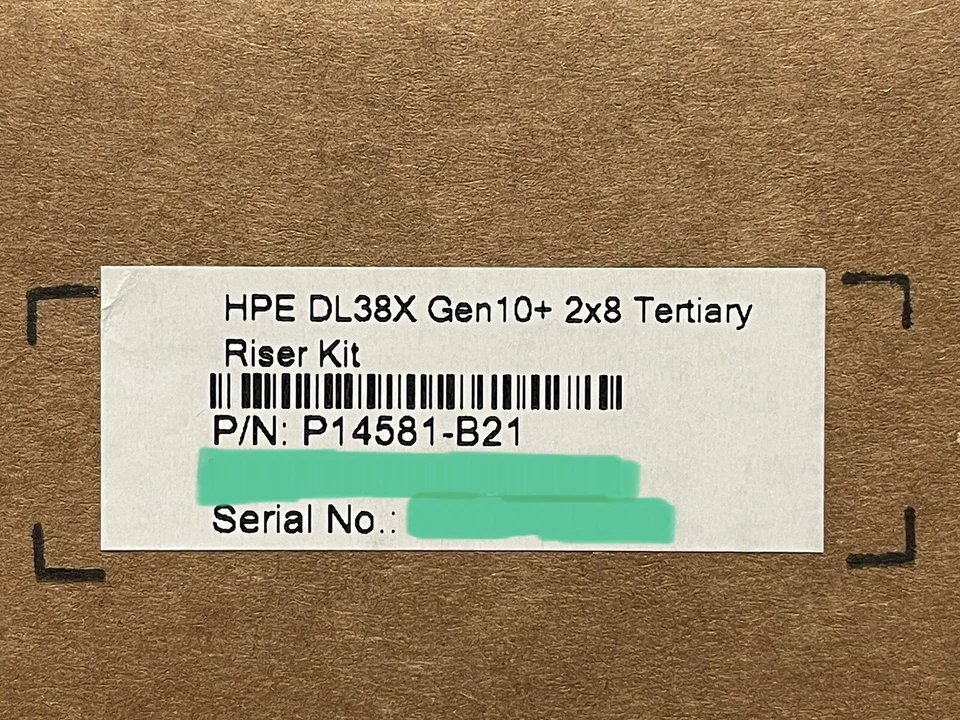 HPE DL38X Gen10+ 2x8 Tertiary
Riser Kit
P/N: P14581-B21
Serial No.: